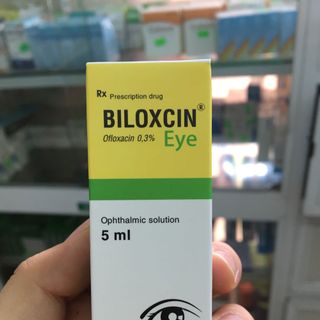 Rx Prescription drug
BILOXCIN®
Ofloxacin 0,3% Eye
Ophthalmic solution
5 ml